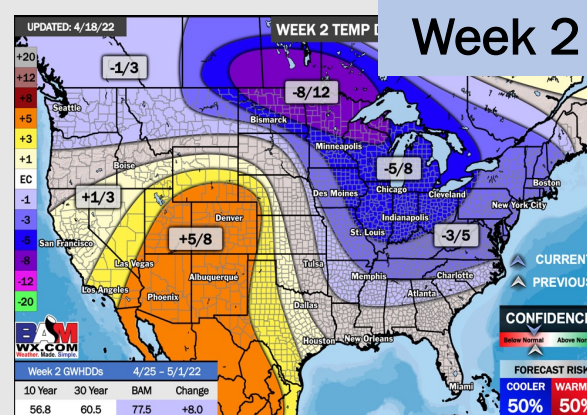 UPDATED: 4/18/22
WEEK 2 TEMP D
Week 2
+20
+12
+8
+5
+3
+1
EC
-1
-3
-5
-8
-12
-20
-1/3
-8/12
Seattle
Bismarck
Minneapolis
Boise
-5/8
+1/3
Des Moines
Chicago
Cleveland
Boston
New York City
Indianapolis
Denver
+5/8
St. Louis
-3/5
San Francisco
Las Vegas
Tulsa
Albuquerque
Memphis
Charlotte
Los Angeles
Phoenix
Atlanta
Dallas
Houston
New Orleans
Miami
CURREN
PREVIOUS
CONFIDENC
Below Normal
Above Nor
FORECAST RISK
COOLER
WARM
50%
50%
BAM
WX.COM
Weather. Made. Simple.
Week 2 GWHDDs
4/25 – 5/1/22
10 Year
30 Year
BAM
Change
56.8
60.5
77.5
+8.0